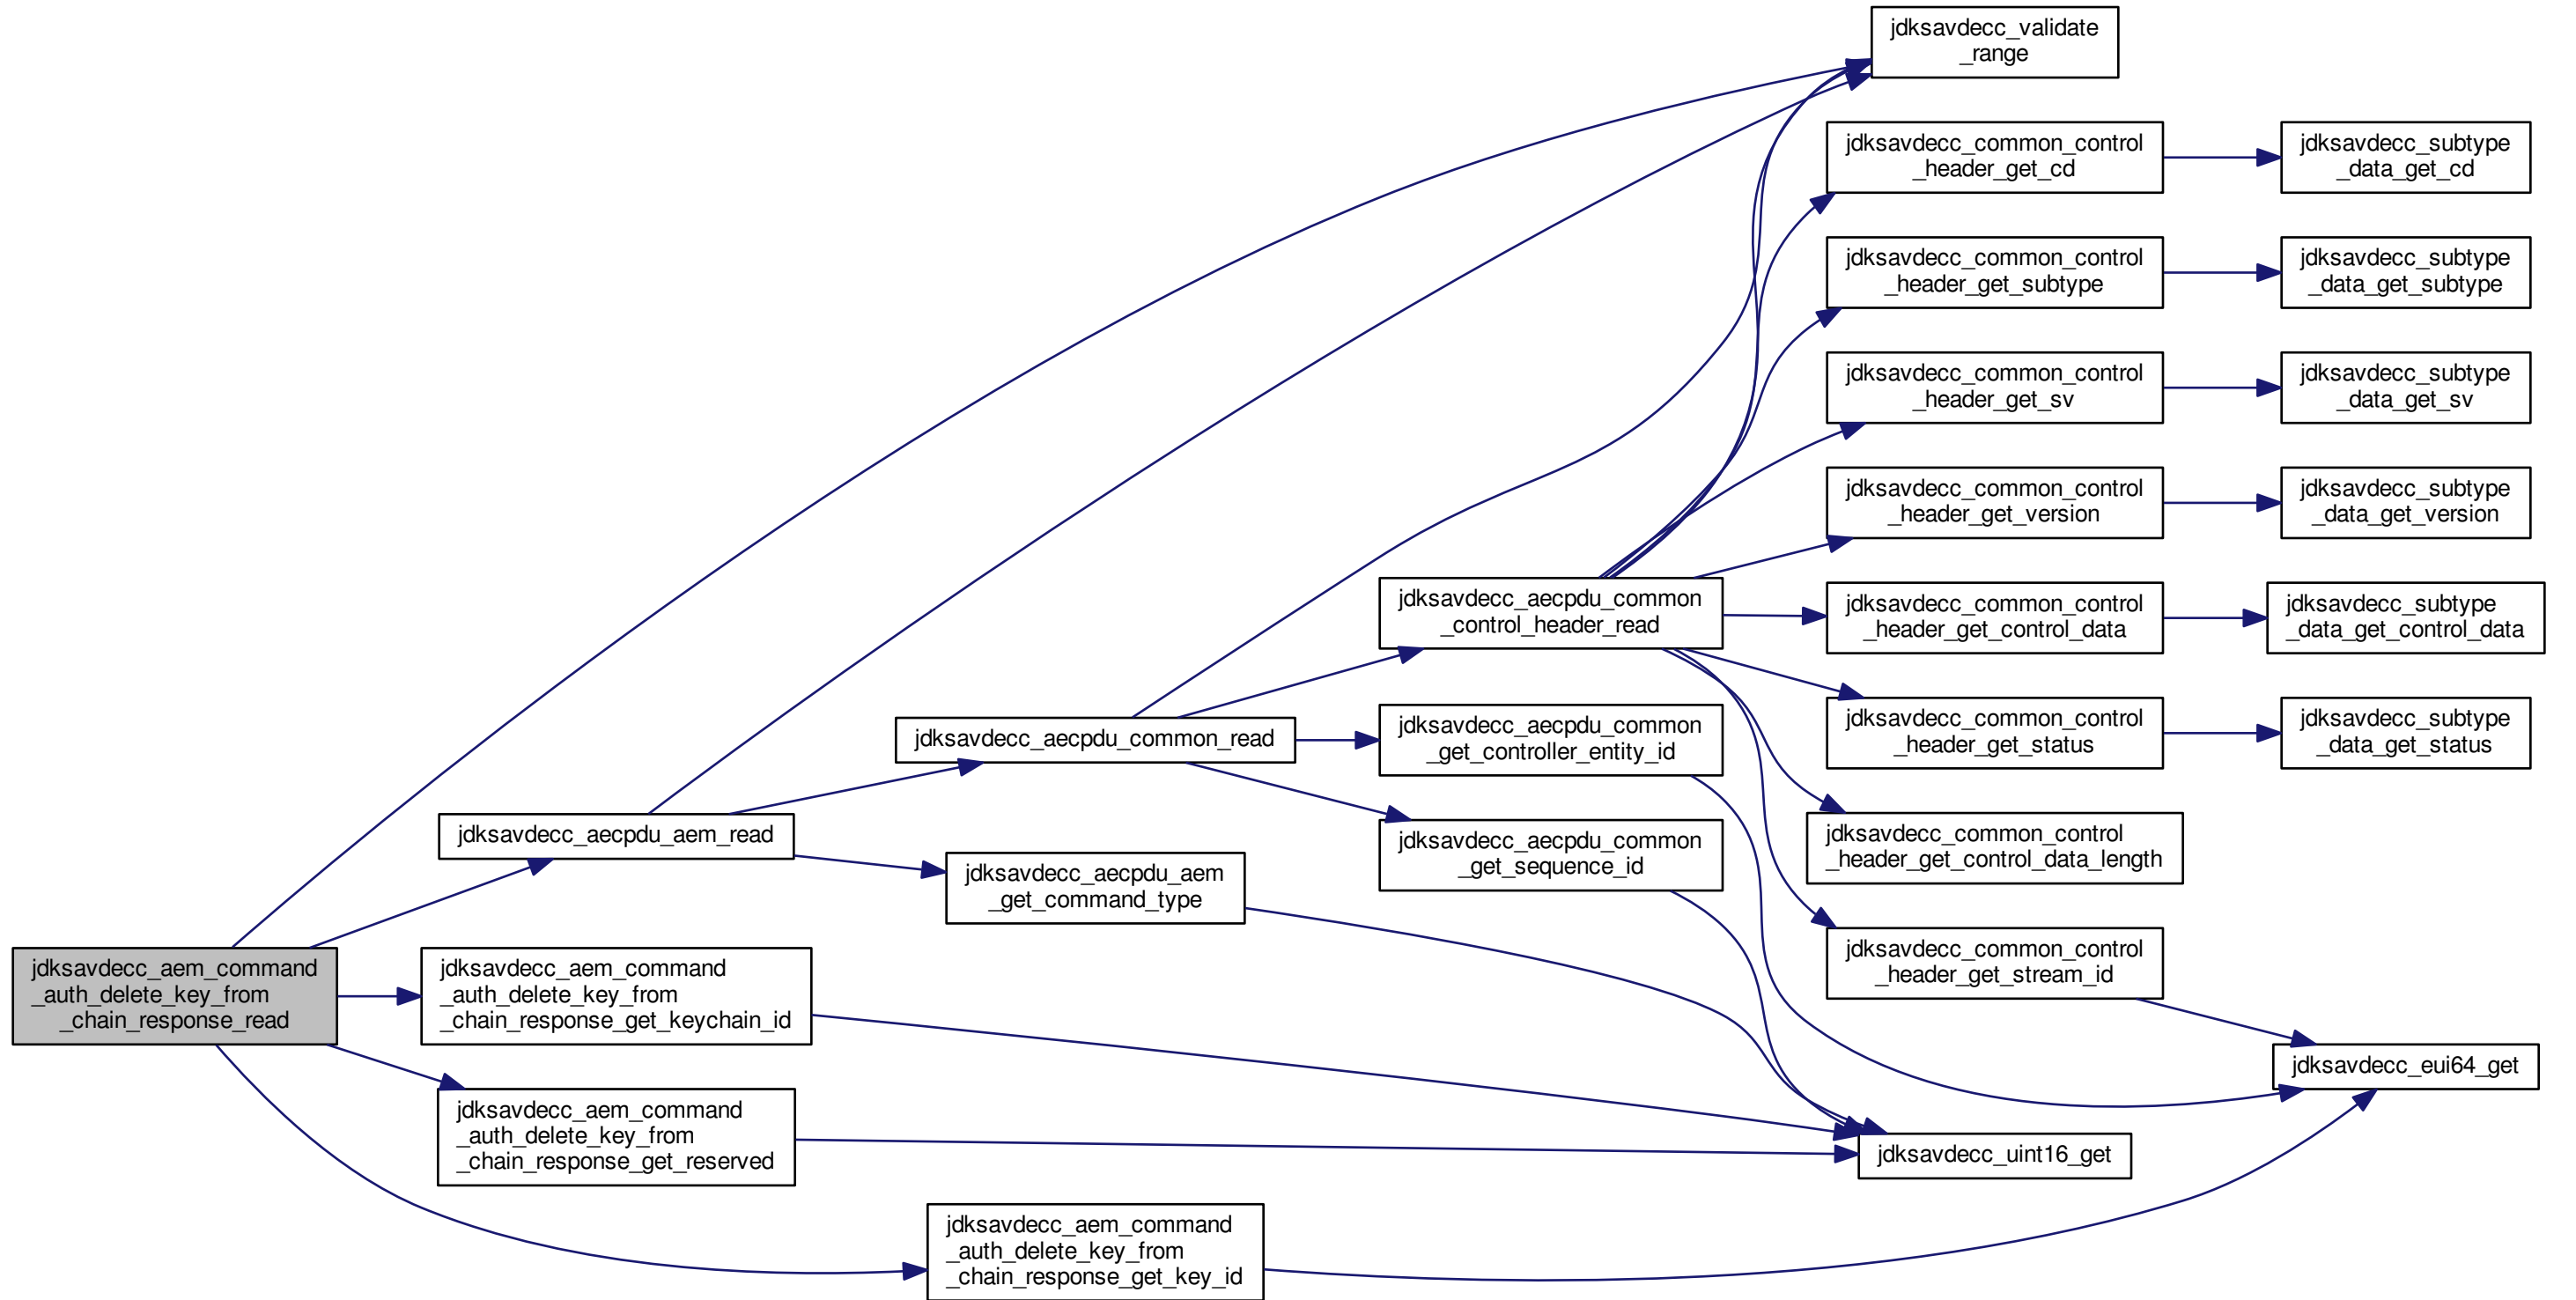 jdksavdecc_validate
_range
jdksavdecc_common_control
_header_get_cd
jdksavdecc_subtype
_data_get_cd
jdksavdecc_common_control
_header_get_subtype
jdksavdecc_subtype
_data_get_subtype
jdksavdecc_common_control
_header_get_sv
jdksavdecc_subtype
_data_get_sv
jdksavdecc_common_control
_header_get_version
jdksavdecc_subtype
_data_get_version
jdksavdecc_aecpdu_common
_control_header_read
jdksavdecc_common_control
_header_get_control_data
jdksavdecc_subtype
_data_get_control_data
jdksavdecc_aecpdu_common_read
jdksavdecc_aecpdu_common
_get_controller_entity_id
jdksavdecc_common_control
_header_get_status
jdksavdecc_subtype
_data_get_status
jdksavdecc_aecpdu_aem_read
jdksavdecc_aecpdu_common
_get_sequence_id
jdksavdecc_common_control
_header_get_control_data_length
jdksavdecc_aecpdu_aem
_get_command_type
jdksavdecc_common_control
_header_get_stream_id
jdksavdecc_aem_command
_auth_delete_key_from
_chain_response_read
jdksavdecc_aem_command
_auth_delete_key_from
_chain_response_get_keychain_id
jdksavdecc_eui64_get
jdksavdecc_aem_command
_auth_delete_key_from
_chain_response_get_reserved
jdksavdecc_uint16_get
jdksavdecc_aem_command
_auth_delete_key_from
_chain_response_get_key_id